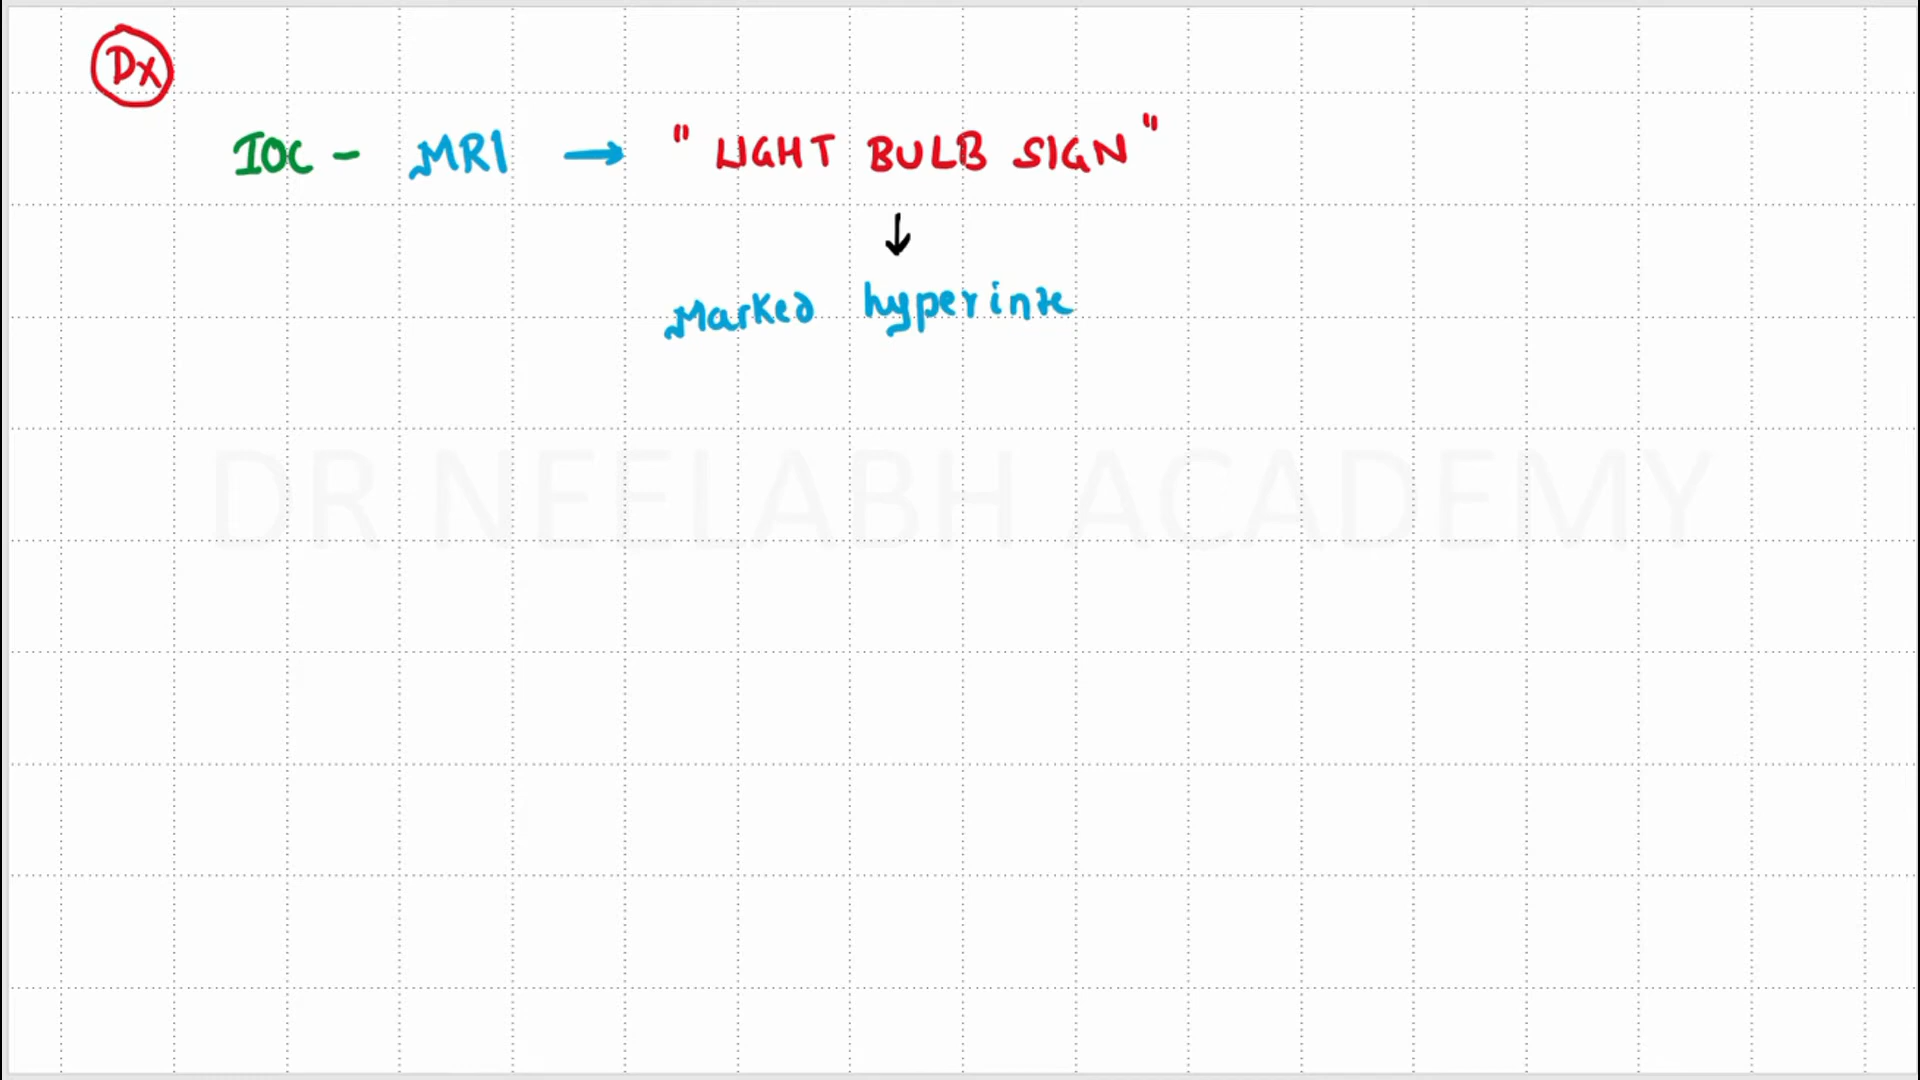 Dx
IOC - MRI → " LIGHT BULB SIGN "
↓
Marked hyperinte
DR NEELABH ACADEMY